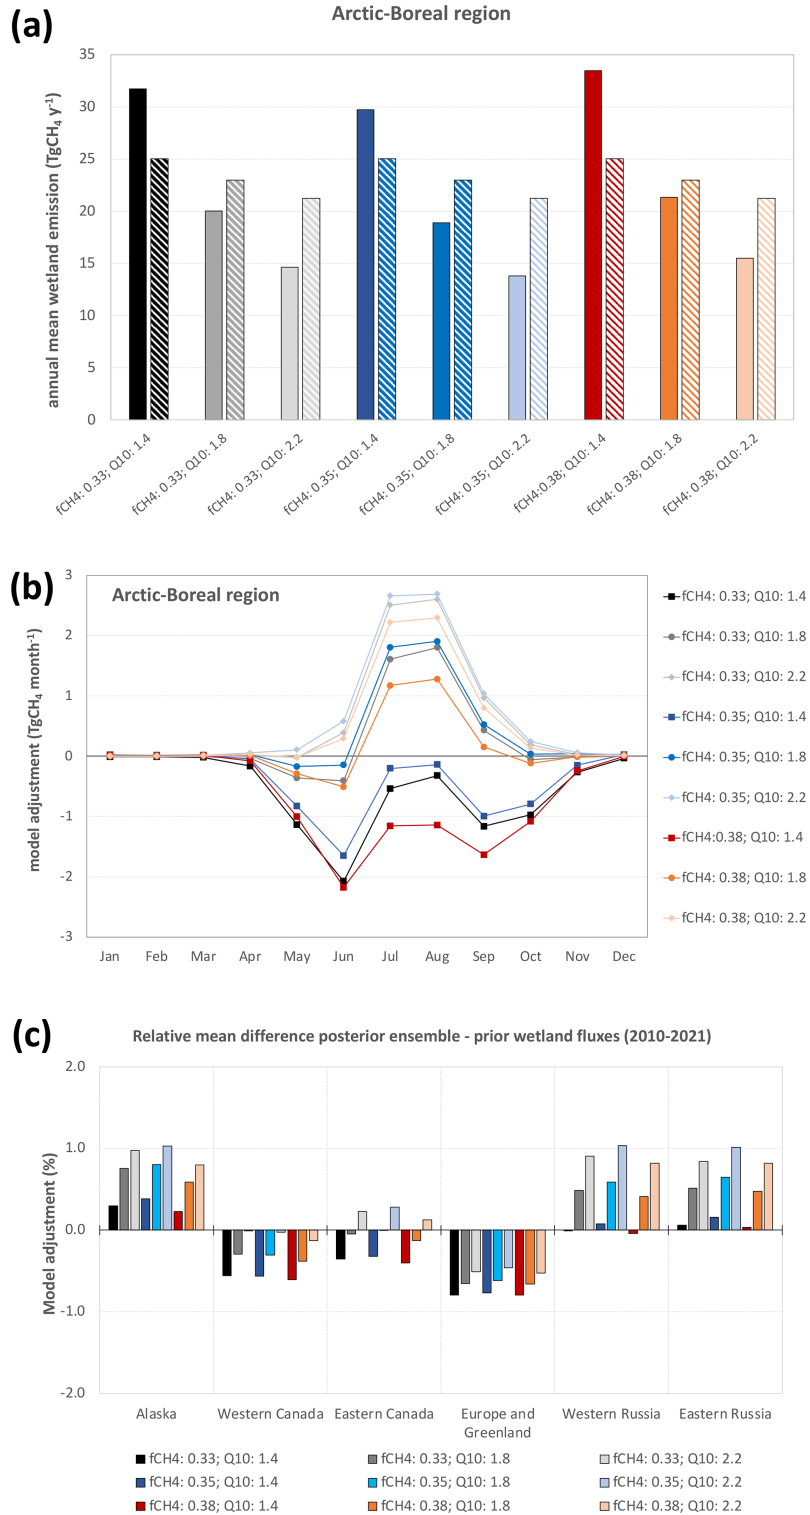 (a)
Arctic-Boreal region
annual mean wetland emission (TgCH₄ y⁻¹)
35
30
25
20
15
10
5
0
fCH4: 0.33; Q10: 1.4
fCH4: 0.33; Q10: 1.8
fCH4: 0.33; Q10: 2.2
fCH4: 0.35; Q10: 1.4
fCH4: 0.35; Q10: 1.8
fCH4: 0.35; Q10: 2.2
fCH4:0.38; Q10: 1.4
fCH4: 0.38; Q10: 1.8
fCH4: 0.38; Q10: 2.2
(b)
Arctic-Boreal region
model adjustment (TgCH₄ month⁻¹)
3
2
1
0
-1
-2
-3
Jan Feb Mar Apr May Jun Jul Aug Sep Oct Nov Dec
fCH4: 0.33; Q10: 1.4
fCH4: 0.33; Q10: 1.8
fCH4: 0.33; Q10: 2.2
fCH4: 0.35; Q10: 1.4
fCH4: 0.35; Q10: 1.8
fCH4: 0.35; Q10: 2.2
fCH4:0.38; Q10: 1.4
fCH4: 0.38; Q10: 1.8
fCH4: 0.38; Q10: 2.2
(c)
Relative mean difference posterior ensemble - prior wetland fluxes (2010-2021)
Model adjustment (%)
2.0
1.0
0.0
-1.0
-2.0
Alaska Western Canada Eastern Canada Europe and Western Russia Eastern Russia
Greenland
fCH4: 0.33; Q10: 1.4 fCH4: 0.33; Q10: 1.8 fCH4: 0.33; Q10: 2.2
fCH4: 0.35; Q10: 1.4 fCH4: 0.35; Q10: 1.8 fCH4: 0.35; Q10: 2.2
fCH4: 0.38; Q10: 1.4 fCH4: 0.38; Q10: 1.8 fCH4: 0.38; Q10: 2.2